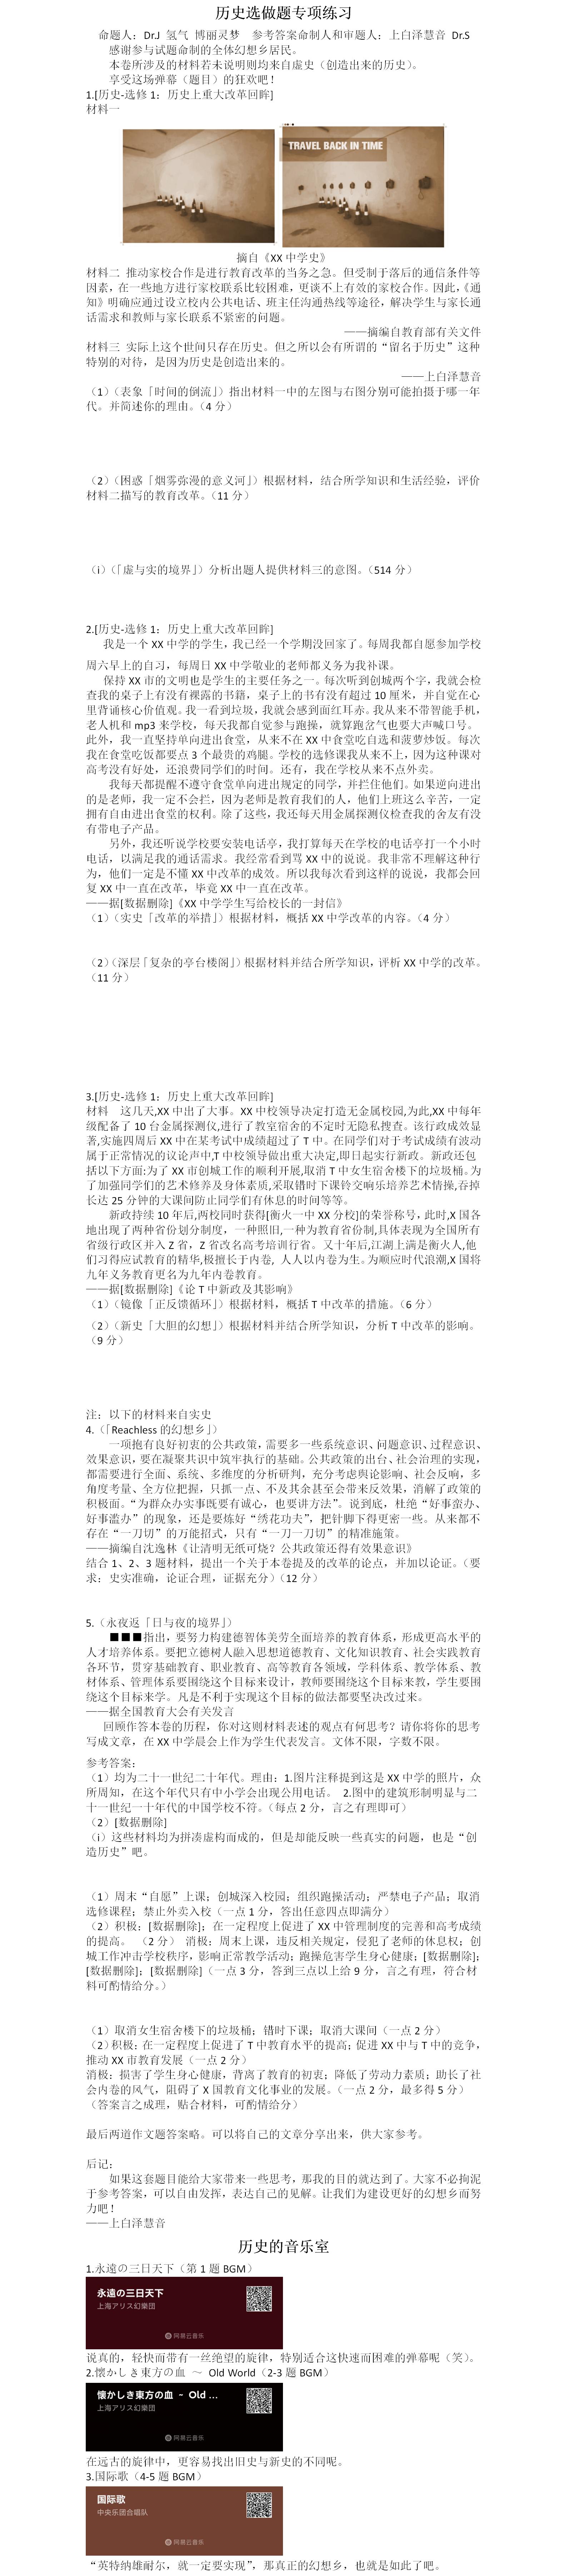 历史选做题专项练习
命题人：Dr.J 氢气 博丽灵梦 参考答案命制人和审题人：上白泽慧音 Dr.S
感谢参与试题命制的全体幻想乡居民。
本卷所涉及的材料若未说明则均来自虚史（创造出来的历史）。
享受这场弹幕（题目）的狂欢吧！
1.[历史-选修 1：历史上重大改革回眸]
材料一
TRAVEL BACK IN TIME
摘自《XX 中学史》
材料二 推动家校合作是进行教育改革的当务之急。但受制于落后的通信条件等
因素，在一些地方进行家校联系比较困难，更谈不上有效的家校合作。因此，《通
知》明确应通过设立校内公共电话、班主任沟通热线等途径，解决学生与家长通
话需求和教师与家长联系不紧密的问题。
——摘编自教育部有关文件
材料三 实际上这个世间只存在历史。但之所以会有所谓的“留名于历史”这种
特别的对待，是因为历史是创造出来的。
——上白泽慧音
（1）（表象「时间的倒流」）指出材料一中的左图与右图分别可能拍摄于哪一年
代。并简述你的理由。（4 分）
（2）（困惑「烟雾弥漫的意义河」）根据材料，结合所学知识和生活经验，评价
材料二描写的教育改革。（11 分）
（i）（「虚与实的境界」）分析出题人提供材料三的意图。（514 分）
2.[历史-选修 1：历史上重大改革回眸]
我是一个 XX 中学的学生，我已经一个学期没回家了。每周我都自愿参加学校
周六早上的自习，每周日 XX 中学敬业的老师都义务为我补课。
保持 XX 市的文明也是学生的主要任务之一。每次听到创城两个字，我就会检
查我的桌子上有没有裸露的书籍，桌子上的书有没有超过 10 厘米，并自觉在心
里背诵核心价值观。我一看到垃圾，我就会感到面红耳赤。我从来不带智能手机，
老人机和 mp3 来学校，每天我都自觉参与跑操，就算跑岔气也要大声喊口号。
此外，我一直坚持单向进出食堂，从来不在 XX 中食堂吃自选和菠萝炒饭。每次
我在食堂吃饭都要点 3 个最贵的鸡腿。学校的选修课我从来不上，因为这种课对
高考没有好处，还浪费同学们的时间。还有，我在学校从来不点外卖。
我每天都提醒不遵守食堂单向进出规定的同学，并拦住他们。如果逆向进出
的是老师，我一定不会拦，因为老师是教育我们的人，他们上班这么辛苦，一定
拥有自由进出食堂的权利。除了这些，我还每天用金属探测仪检查我的舍友有没
有带电子产品。
另外，我还听说学校要安装电话亭，我打算每天在学校的电话亭打一个小时
电话，以满足我的通话需求。我经常看到骂 XX 中的说说。我非常不理解这种行
为，他们一定是不懂 XX 中改革的成效。所以我每次看到这样的说说，我都会回
复 XX 中一直在改革，毕竟 XX 中一直在改革。
——据[数据删除]《XX 中学学生写给校长的一封信》
（1）（实史「改革的举措」）根据材料，概括 XX 中学改革的内容。（4 分）
（2）（深层「复杂的亭台楼阁」）根据材料并结合所学知识，评析 XX 中学的改革。
（11 分）
3.[历史-选修 1：历史上重大改革回眸]
材料 这几天,XX 中出了大事。XX 中校领导决定打造无金属校园,为此,XX 中每年
级配备了 10 台金属探测仪,进行了教室宿舍的不定时无隐私搜查。该行政成效显
著,实施四周后 XX 中在某考试中成绩超过了 T 中。在同学们对于考试成绩有波动
属于正常情况的议论声中,T 中校领导做出重大决定,即日起实行新政。新政还包
括以下方面:为了 XX 市创城工作的顺利开展,取消 T 中女生宿舍楼下的垃圾桶。为
了加强同学们的艺术修养及身体素质,采取错时下课铃交响乐培养艺术情操,吞掉
长达 25 分钟的大课间防止同学们有休息的时间等等。
新政持续 10 年后,两校同时获得[衡火一中 XX 分校]的荣誉称号，此时,X 国各
地出现了两种省份划分制度，一种照旧,一种为教育省份制,具体表现为全国所有
省级行政区并入 Z 省，Z 省改名高考培训行省。又十年后,江湖上满是衡火人,他
们习得应试教育的精华,极擅长于内卷, 人人以内卷为生。为顺应时代浪潮,X 国将
九年义务教育更名为九年内卷教育。
——据[数据删除]《论 T 中新政及其影响》
（1）（镜像「正反馈循环」）根据材料，概括 T 中改革的措施。（6 分）
（2）（新史「大胆的幻想」）根据材料并结合所学知识，分析 T 中改革的影响。
（9 分）
注：以下的材料来自实史
4.（「Reachless 的幻想乡」）
一项抱有良好初衷的公共政策，需要多一些系统意识、问题意识、过程意识、
效果意识，要在凝聚共识中筑牢执行的基础。公共政策的出台、社会治理的实现，
都需要进行全面、系统、多维度的分析研判，充分考虑舆论影响、社会反响，多
角度考量、全方位把握，只抓一点、不及其余甚至会带来反效果，消解了政策的
积极面。“为群众办实事既要有诚心，也要讲方法”。说到底，杜绝“好事蛮办、
好事滥办”的现象，还是要炼好“绣花功夫”，把针脚下得更密一些。从来都不
存在“一刀切”的万能招式，只有“一刀一刀切”的精准施策。
——摘编自沈逸林《让清明无纸可烧？公共政策还得有效果意识》
结合 1、2、3 题材料，提出一个关于本卷提及的改革的论点，并加以论证。（要
求：史实准确，论证合理，证据充分）（12 分）
5.（永夜返「日与夜的境界」）
■■■指出，要努力构建德智体美劳全面培养的教育体系，形成更高水平的
人才培养体系。要把立德树人融入思想道德教育、文化知识教育、社会实践教育
各环节，贯穿基础教育、职业教育、高等教育各领域，学科体系、教学体系、教
材体系、管理体系要围绕这个目标来设计，教师要围绕这个目标来教，学生要围
绕这个目标来学。凡是不利于实现这个目标的做法都要坚决改过来。
——据全国教育大会有关发言
回顾作答本卷的历程，你对这则材料表述的观点有何思考？请你将你的思考
写成文章，在 XX 中学晨会上作为学生代表发言。文体不限，字数不限。
参考答案：
（1）均为二十一世纪二十年代。理由：1.图片注释提到这是 XX 中学的照片，众
所周知，在这个年代只有中小学会出现公用电话。 2.图中的建筑形制明显与二
十一世纪一十年代的中国学校不符。（每点 2 分，言之有理即可）
（2）[数据删除]
（i）这些材料均为拼凑虚构而成的，但是却能反映一些真实的问题，也是“创
造历史”吧。
（1）周末“自愿”上课；创城深入校园；组织跑操活动；严禁电子产品；取消
选修课程；禁止外卖入校（一点 1 分，答出任意四点即满分）
（2）积极：[数据删除]；在一定程度上促进了 XX 中管理制度的完善和高考成绩
的提高。（2 分） 消极：周末上课，违反相关规定，侵犯了老师的休息权；创
城工作冲击学校秩序，影响正常教学活动；跑操危害学生身心健康；[数据删除]；
[数据删除]；[数据删除]（一点 3 分，答到三点以上给 9 分，言之有理，符合材
料可酌情给分。）
（1）取消女生宿舍楼下的垃圾桶；错时下课；取消大课间（一点 2 分）
（2）积极：在一定程度上促进了 T 中教育水平的提高；促进 XX 中与 T 中的竞争，
推动 XX 市教育发展（一点 2 分）
消极：损害了学生身心健康，背离了教育的初衷；降低了劳动力素质；助长了社
会内卷的风气，阻碍了 X 国教育文化事业的发展。（一点 2 分，最多得 5 分）
（答案言之成理，贴合材料，可酌情给分）
最后两道作文题答案略。可以将自己的文章分享出来，供大家参考。
后记：
如果这套题目能给大家带来一些思考，那我的目的就达到了。大家不必拘泥
于参考答案，可以自由发挥，表达自己的见解。让我们为建设更好的幻想乡而努
力吧！
——上白泽慧音
历史的音乐室
1.永遠の三日天下（第 1 题 BGM）
永遠の三日天下
上海アリス幻樂団
网易云音乐
说真的，轻快而带有一丝绝望的旋律，特别适合这快速而困难的弹幕呢（笑）。
2.懐かしき東方の血 ～ Old World（2-3 题 BGM）
懐かしき東方の血 ~ Old ...
上海アリス幻樂団
网易云音乐
在远古的旋律中，更容易找出旧史与新史的不同呢。
3.国际歌（4-5 题 BGM）
国际歌
中央乐团合唱队
网易云音乐
“英特纳雄耐尔，就一定要实现”，那真正的幻想乡，也就是如此了吧。